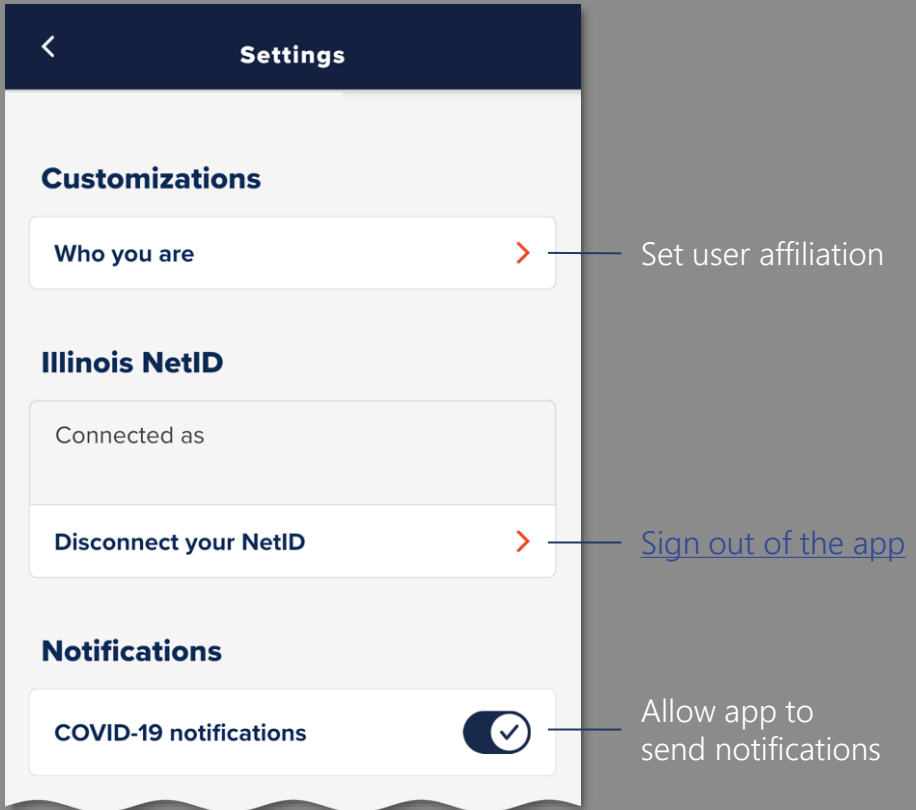 Settings
Customizations
Who you are
Set user affiliation
Illinois NetID
Connected as
Disconnect your NetID
Sign out of the app
Notifications
COVID-19 notifications
Allow app to
send notifications